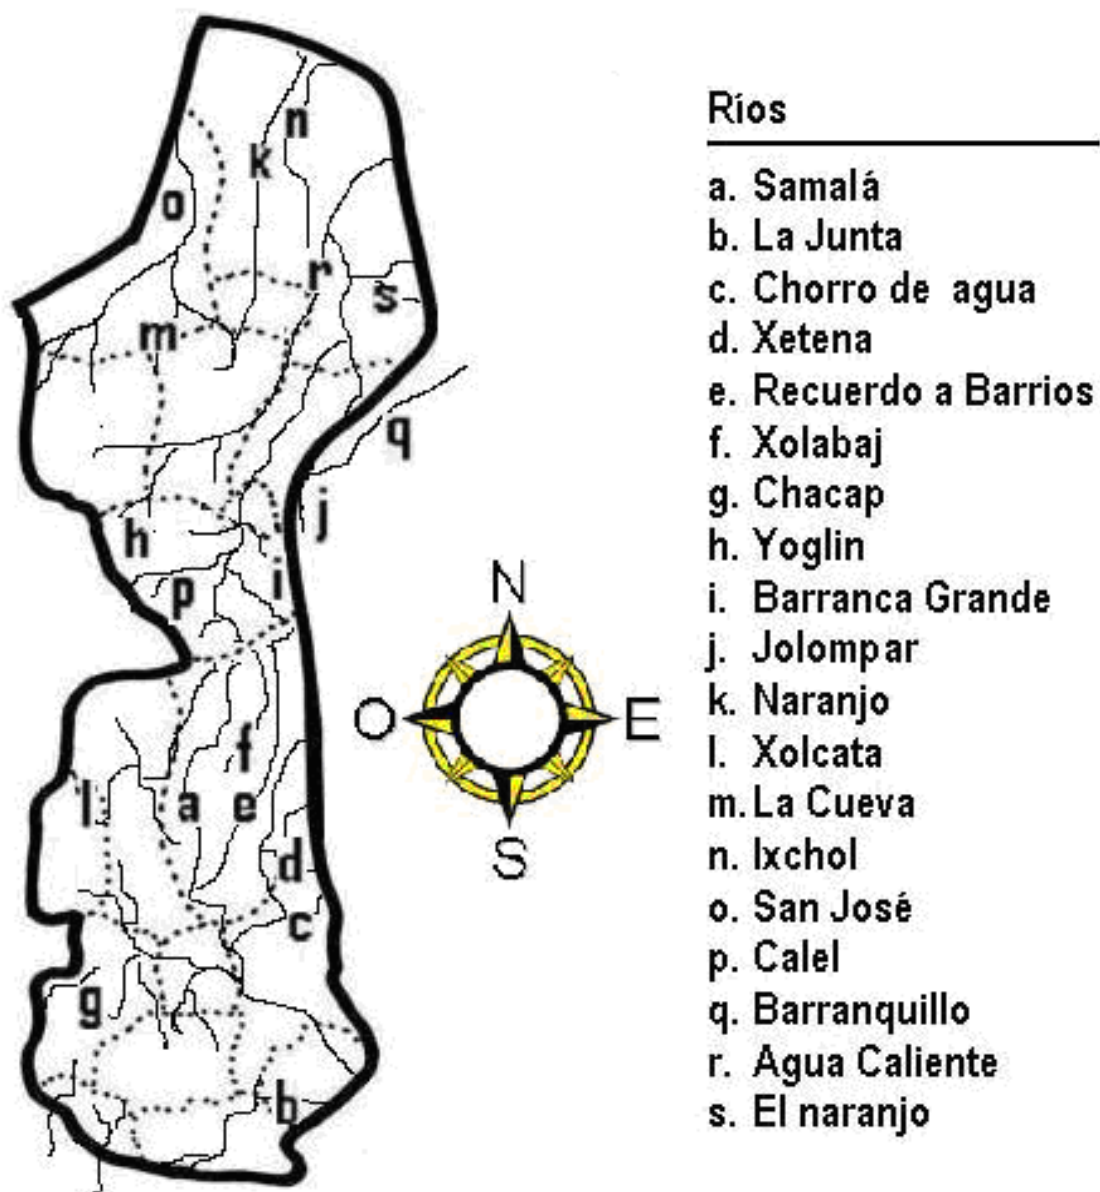 n
k
o
r
s
m
q
j
h
i
p
f
l
a
e
d
c
g
b
N
O
E
S
Ríos
a. Samalá
b. La Junta
c. Chorro de agua
d. Xetena
e. Recuerdo a Barrios
f. Xolabaj
g. Chacap
h. Yoglin
i. Barranca Grande
j. Jolompar
k. Naranjo
l. Xolcata
m. La Cueva
n. Ixchol
o. San José
p. Calel
q. Barranquillo
r. Agua Caliente
s. El naranjo